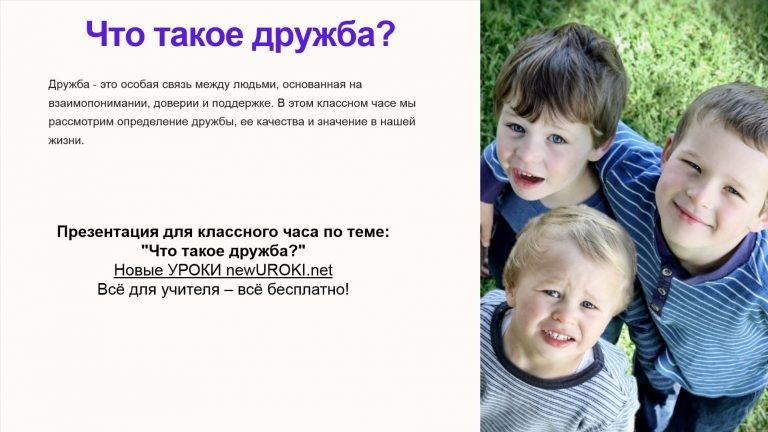 Что такое дружба?
Дружба - это особая связь между людьми, основанная на
взаимопонимании, доверии и поддержке. В этом классном часе мы
рассмотрим определение дружбы, ее качества и значение в нашей
жизни.
Презентация для классного часа по теме:
"Что такое дружба?"
Новые УРОКИ newUROKI.net
Всё для учителя – всё бесплатно!